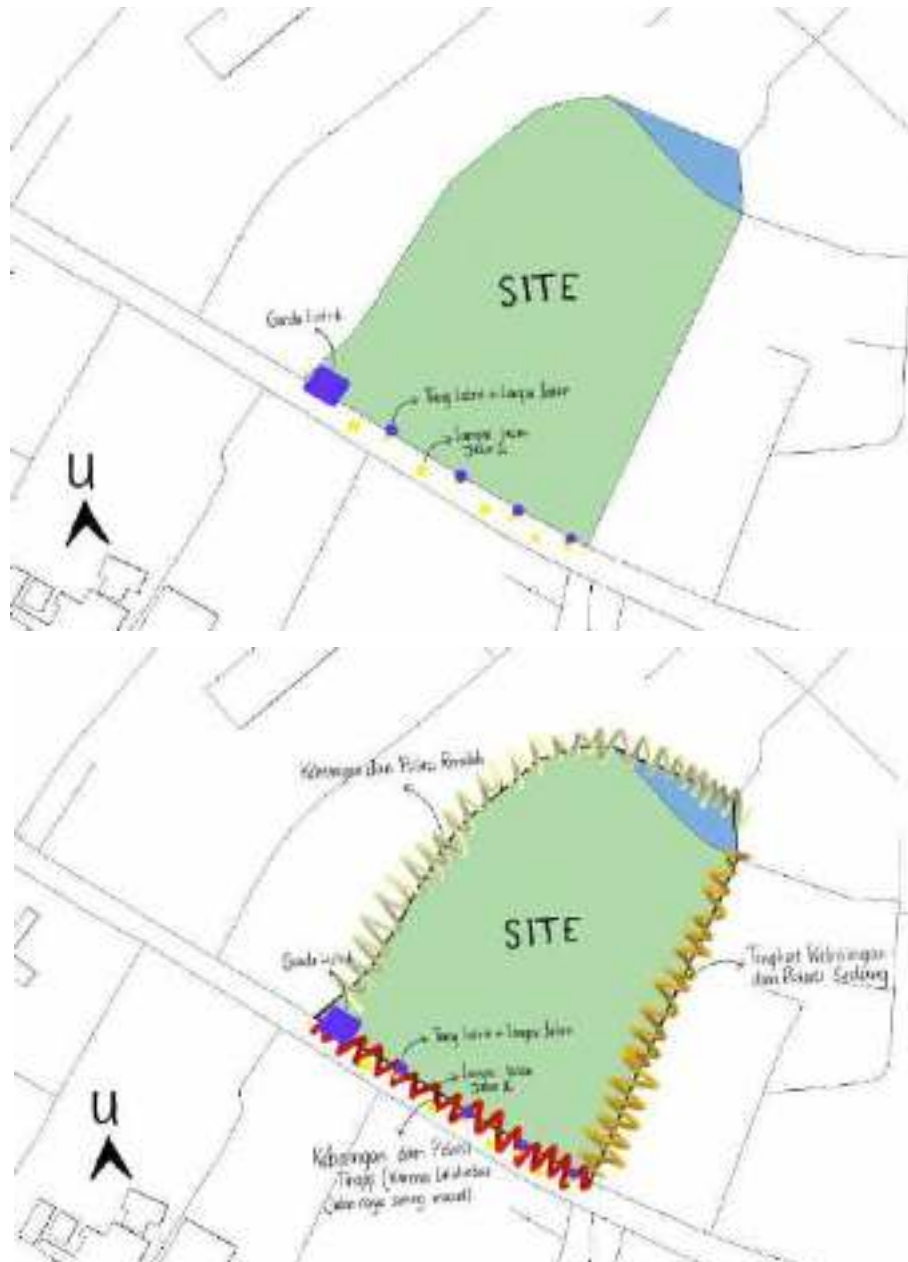 SITE
Gardu Listrik
Tiang Listrik + Lampu Jalan
Lampu Jalan
U
Kebisingan dan Polusi Rendah
SITE
Gardu Listrik
Tingkat Kebisingan
dan Polusi Sedang
Tiang Listrik + Lampu Jalan
Lampu Jalan
U
Kebisingan dan Polusi
Tinggi (Karena
(Jalan raya sering macet)